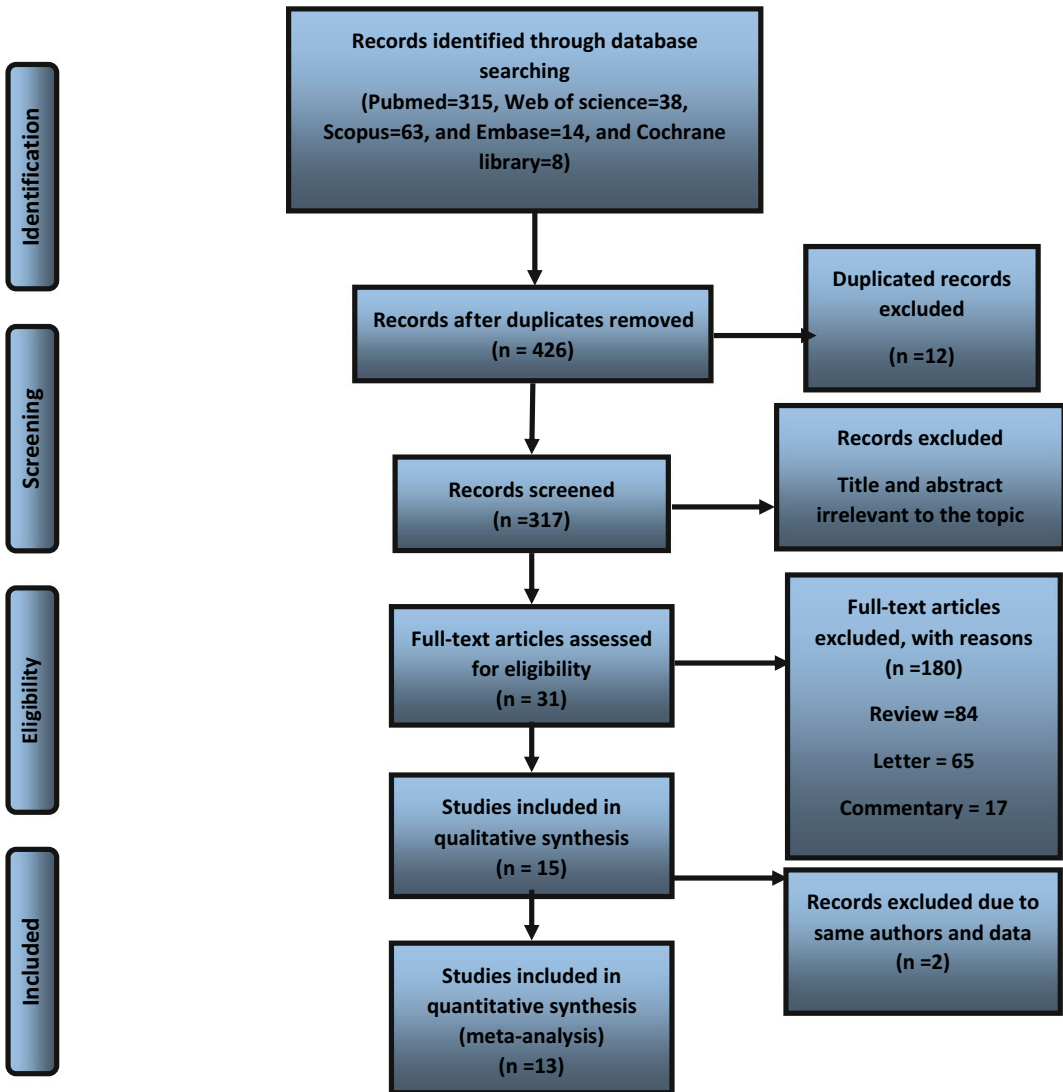 Records identified through database
searching
(Pubmed=315, Web of science=38,
Scopus=63, and Embase=14, and Cochrane
library=8)
Identification
Duplicated records
excluded
(n =12)
Records after duplicates removed
(n = 426)
Screening
Records excluded
Title and abstract
irrelevant to the topic
Records screened
(n =317)
Eligibility
Full-text articles assessed
for eligibility
(n = 31)
Full-text articles
excluded, with reasons
(n =180)
Review =84
Letter = 65
Commentary = 17
Studies included in
qualitative synthesis
(n = 15)
Included
Records excluded due to
same authors and data
(n =2)
Studies included in
quantitative synthesis
(meta-analysis)
(n =13)